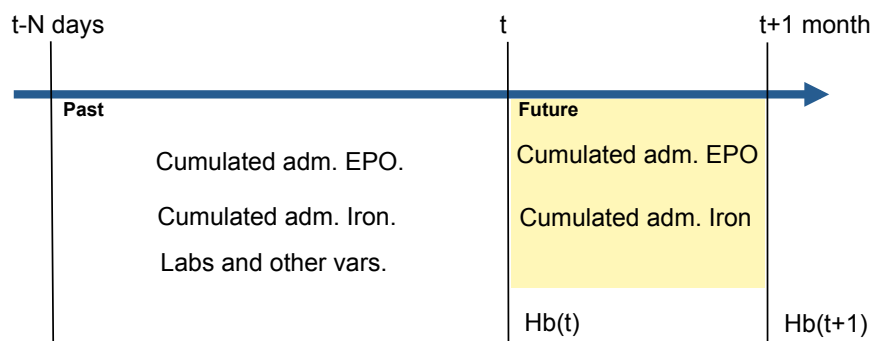 t-N days
t
t+1 month
Past
Future
Cumulated adm. EPO.
Cumulated adm. EPO
Cumulated adm. Iron.
Cumulated adm. Iron
Labs and other vars.
Hb(t)
Hb(t+1)